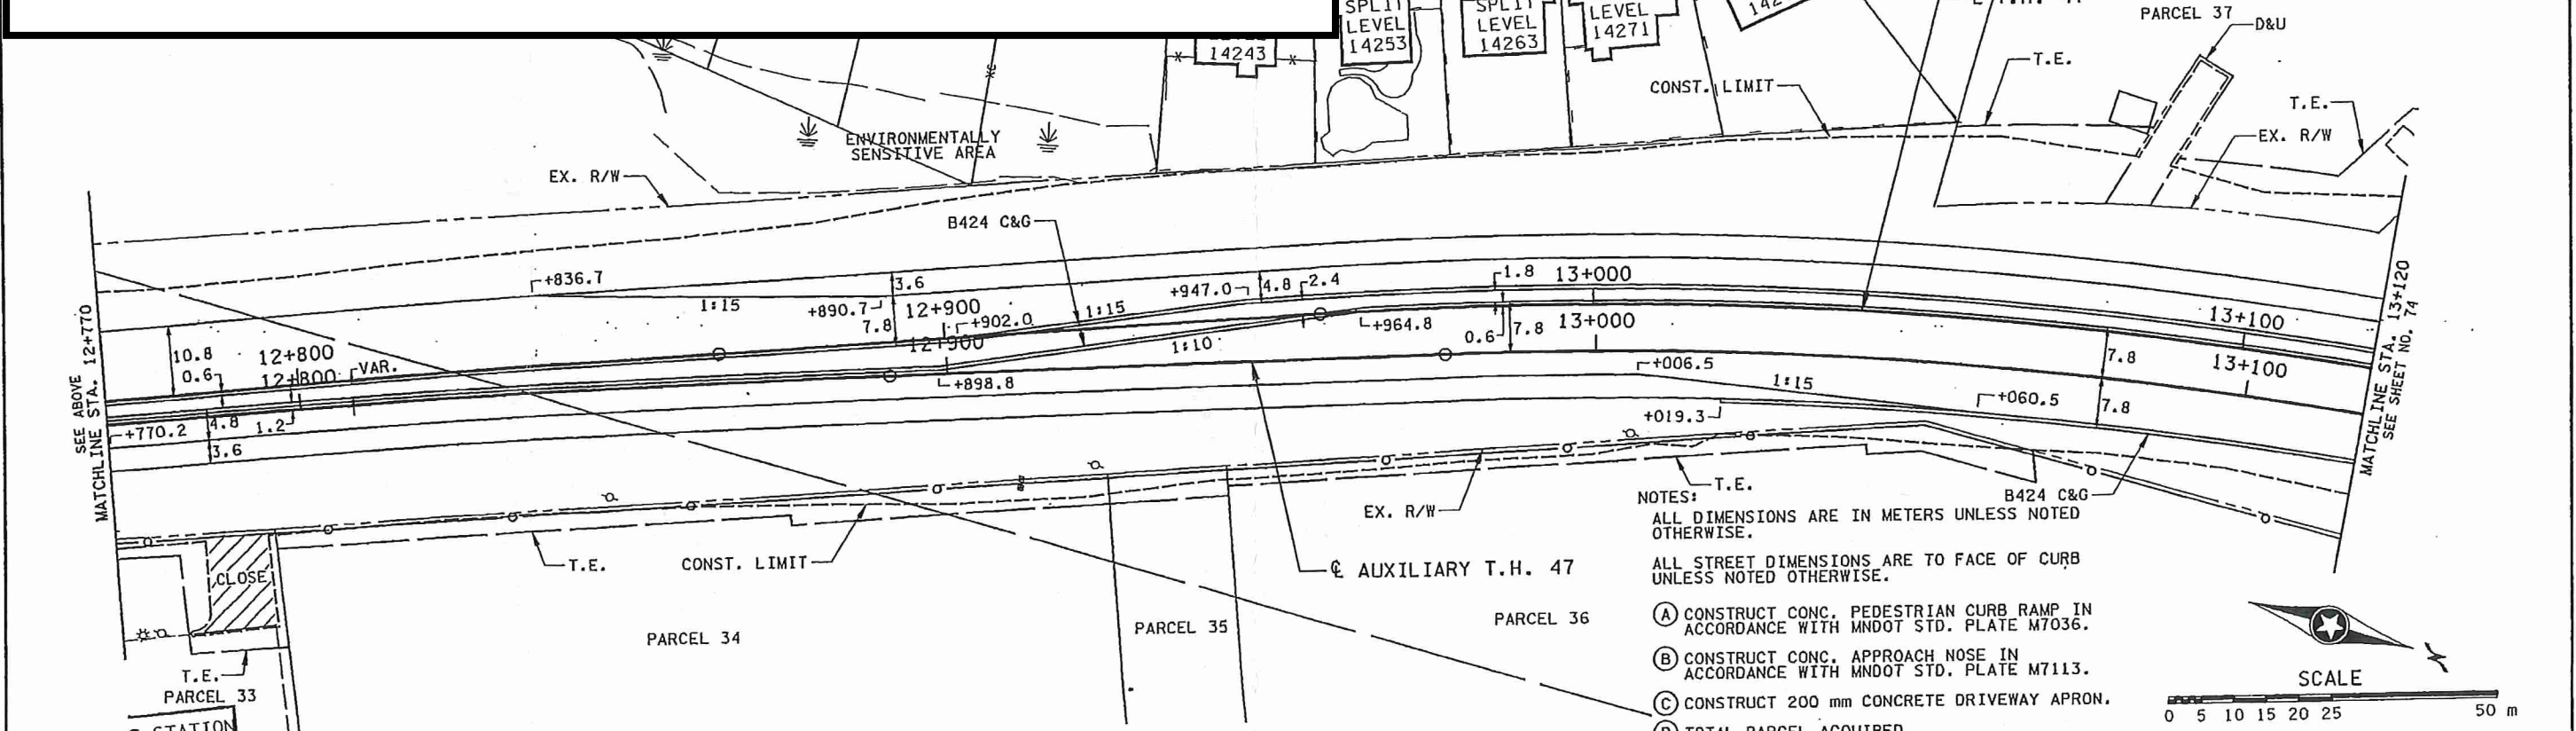 SPLIT
LEVEL
14253
SPLIT
LEVEL
14263
LEVEL
14271
14243
PARCEL 37
D&U
T.E.
CONST. LIMIT
T.E.
EX. R/W
ENVIRONMENTALLY
SENSITIVE AREA
EX. R/W
B424 C&G
+836.7
3.6
1:15
+890.7
12+900
7.8
+902.0
1:15
+947.0
4.8
2.4
1.8
13+000
12+900
1:10
+964.8
0.6
7.8
13+000
13+100
10.8
12+800
0.6
12+800
VAR.
+898.8
+006.5
1:15
7.8
13+100
+770.2
4.8
1.2
3.6
+019.3
+060.5
7.8
SEE ABOVE
MATCHLINE STA. 12+770
MATCHLINE STA. 13+120
SEE SHEET NO. 74
B424 C&G
T.E.
EX. R/W
T.E.
CONST. LIMIT
℄ AUXILIARY T.H. 47
CLOSE
PARCEL 34
PARCEL 35
PARCEL 36
T.E.
PARCEL 33
STATION
NOTES:
ALL DIMENSIONS ARE IN METERS UNLESS NOTED
OTHERWISE.
ALL STREET DIMENSIONS ARE TO FACE OF CURB
UNLESS NOTED OTHERWISE.
Ⓐ CONSTRUCT CONC. PEDESTRIAN CURB RAMP IN
ACCORDANCE WITH MNDOT STD. PLATE M7036.
Ⓑ CONSTRUCT CONC. APPROACH NOSE IN
ACCORDANCE WITH MNDOT STD. PLATE M7113.
Ⓒ CONSTRUCT 200 mm CONCRETE DRIVEWAY APRON.
TOTAL PARCEL ACQUIRED
N
SCALE
0 5 10 15 20 25 50 m